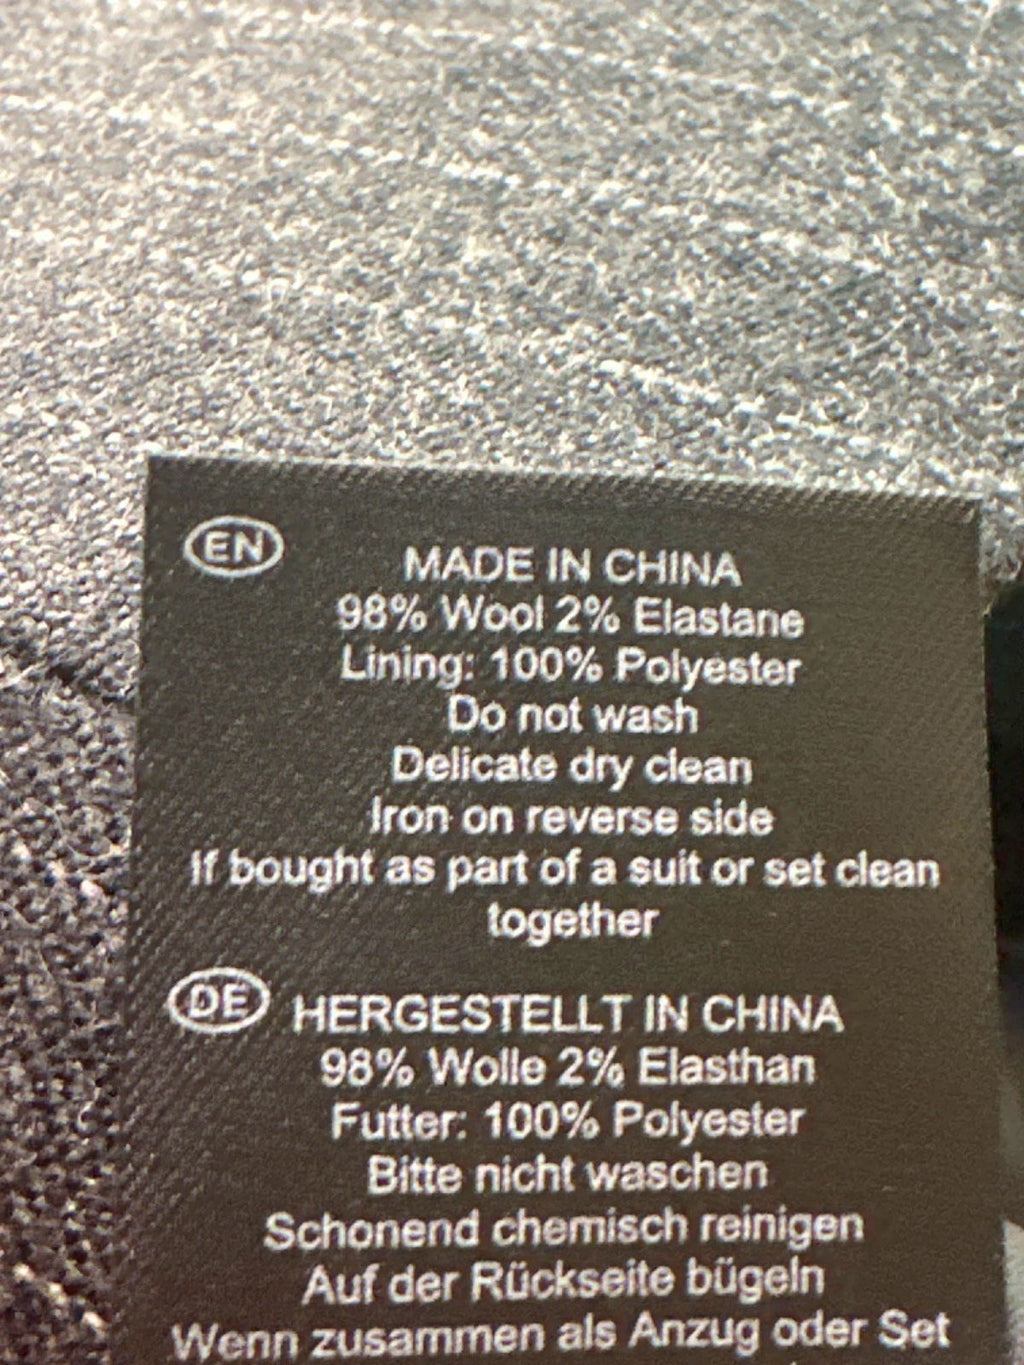 EN
MADE IN CHINA
98% Wool 2% Elastane
Lining: 100% Polyester
Do not wash
Delicate dry clean
Iron on reverse side
If bought as part of a suit or set clean
together
DE
HERGESTELLT IN CHINA
98% Wolle 2% Elasthan
Futter: 100% Polyester
Bitte nicht waschen
Schonend chemisch reinigen
Auf der Rückseite bügeln
Wenn zusammen als Anzug oder Set